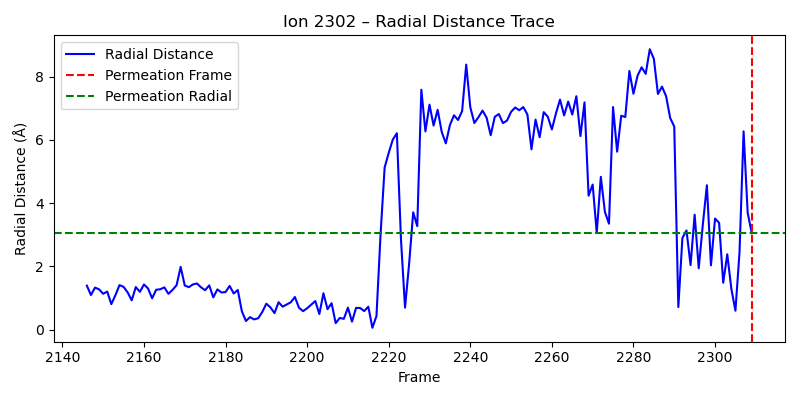 Ion 2302 – Radial Distance Trace
Radial Distance
Permeation Frame
Permeation Radial
Radial Distance (Å)
8
6
4
2
0
2140 2160 2180 2200 2220 2240 2260 2280 2300
Frame